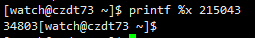 [watch@czdt73 ~]$ printf %x 215043
34803[watch@czdt73 ~]$